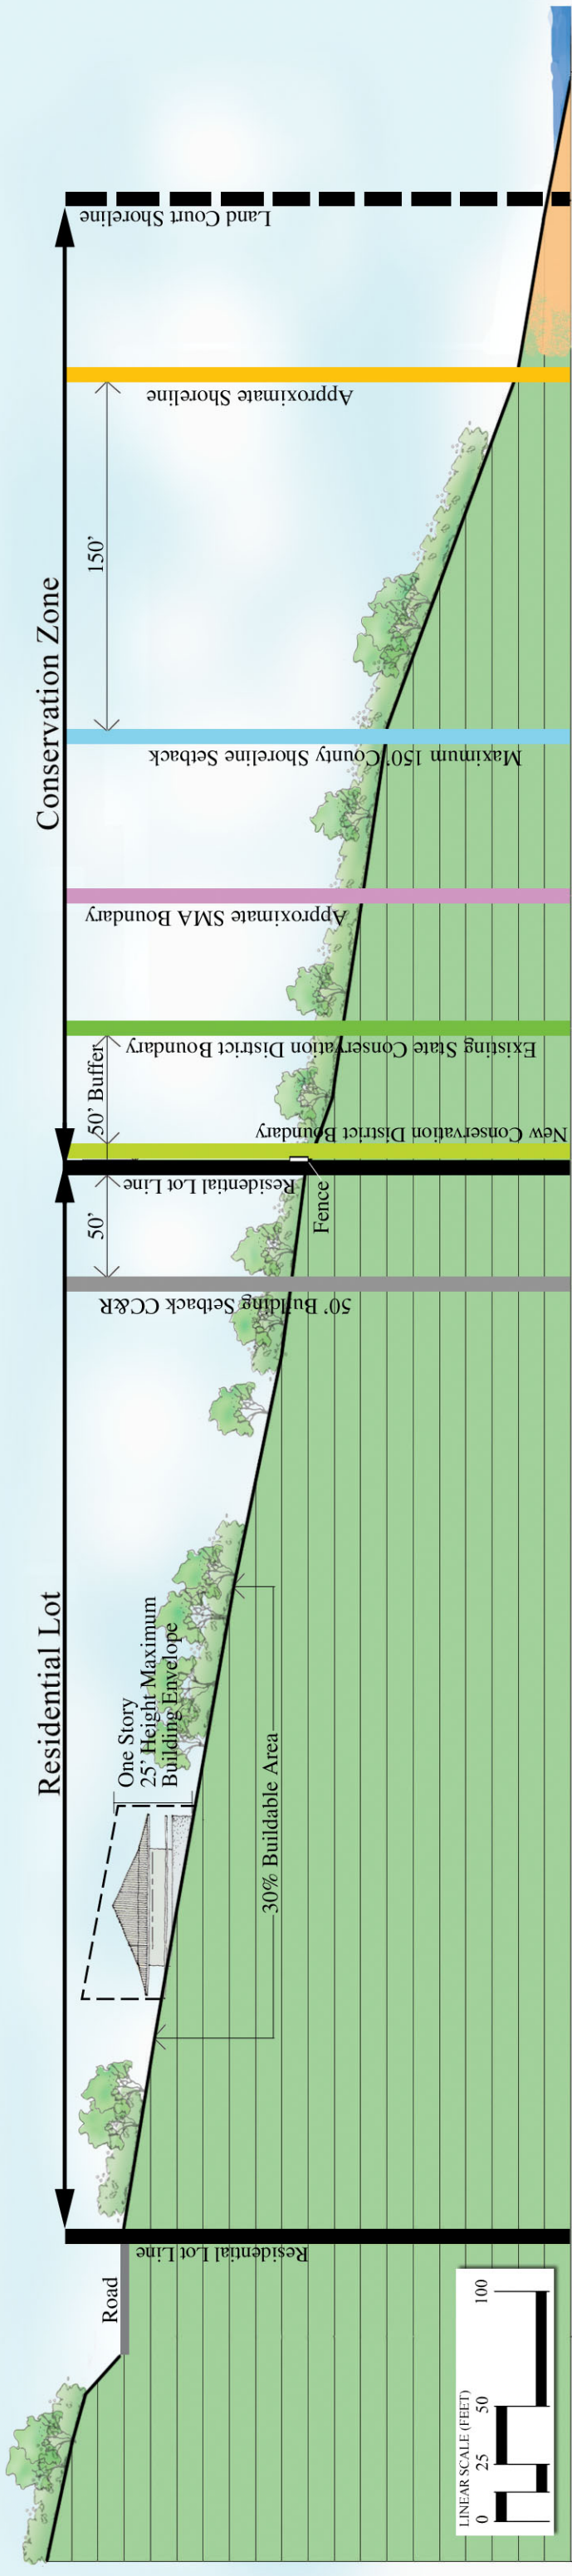 Residential Lot
Conservation Zone
Road
Residential Lot Line
One Story
25' Height Maximum
Building Envelope
30% Buildable Area
50' Building Setback CC&R
50'
Residential Lot Line
Fence
New Conservation District Boundary
50' Buffer
Existing State Conservation District Boundary
Approximate SMA Boundary
Maximum 150' County Shoreline Setback
150'
Approximate Shoreline
Land Court Shoreline
LINEAR SCALE (FEET)
0 25 50 100